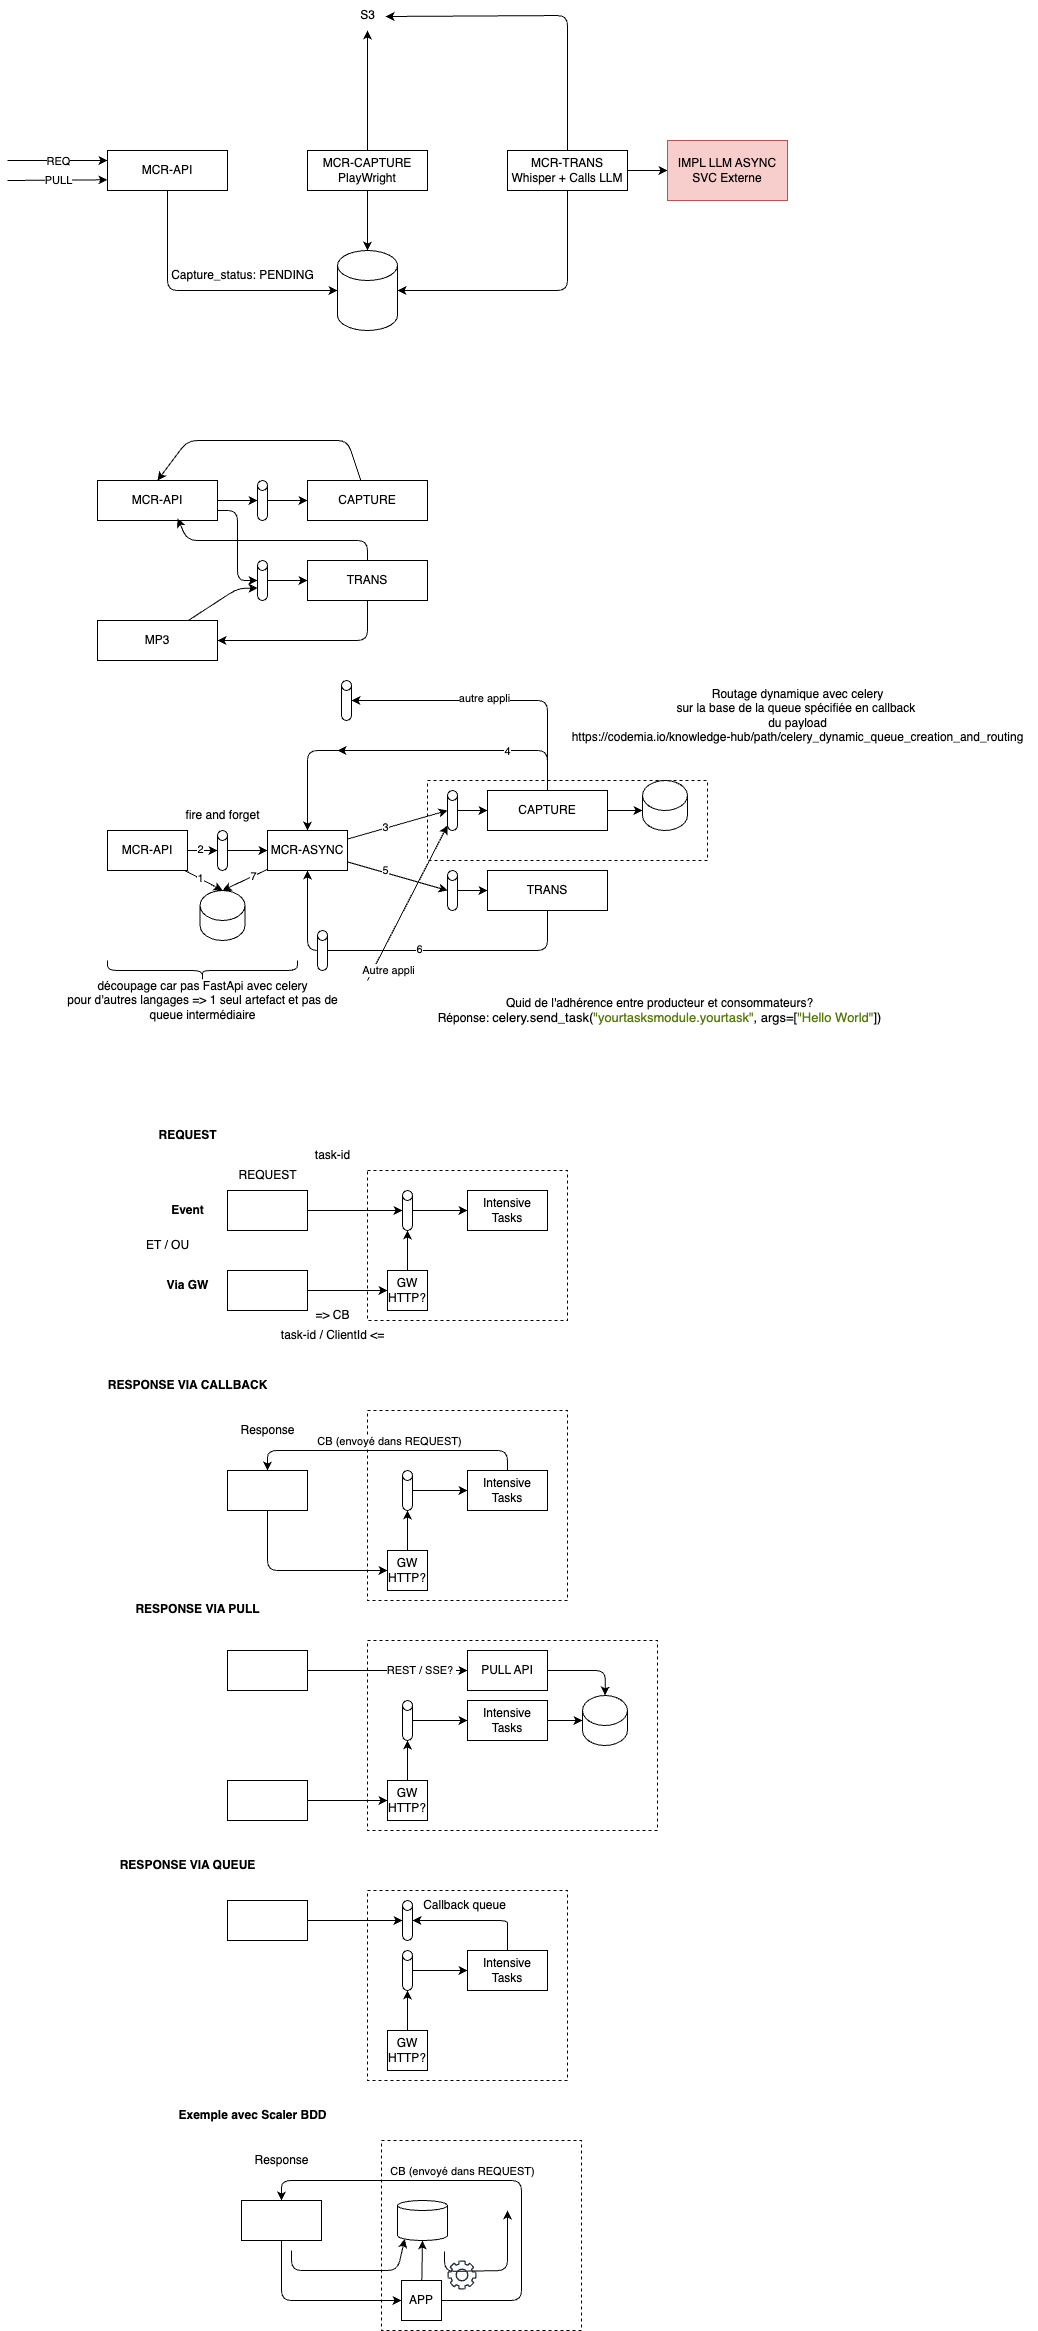 S3
REQ
PULL
MCR-API
MCR-CAPTURE
PlayWright
MCR-TRANS
Whisper + Calls LLM
IMPL LLM ASYNC
SVC Externe
Capture_status: PENDING
MCR-API
CAPTURE
TRANS
MP3
autre appli
Routage dynamique avec celery
sur la base de la queue spécifiée en callback
du payload
https://codemia.io/knowledge-hub/path/celery_dynamic_queue_creation_and_routing
4
fire and forget
CAPTURE
3
MCR-API
2
MCR-ASYNC
1
7
5
TRANS
6
Autre appli
découpage car pas FastApi avec celery
pour d'autres langages => 1 seul artefact et pas de
queue intermédiaire
Quid de l'adhérence entre producteur et consommateurs?
Réponse: celery.send_task("yourtasksmodule.yourtask", args=["Hello World"])
REQUEST
task-id
REQUEST
Event
Intensive
Tasks
ET / OU
Via GW
GW
HTTP?
=> CB
task-id / ClientId <=
RESPONSE VIA CALLBACK
Response
CB (envoyé dans REQUEST)
Intensive
Tasks
GW
HTTP?
RESPONSE VIA PULL
REST / SSE?
PULL API
Intensive
Tasks
GW
HTTP?
RESPONSE VIA QUEUE
Callback queue
Intensive
Tasks
GW
HTTP?
Exemple avec Scaler BDD
Response
CB (envoyé dans REQUEST)
APP